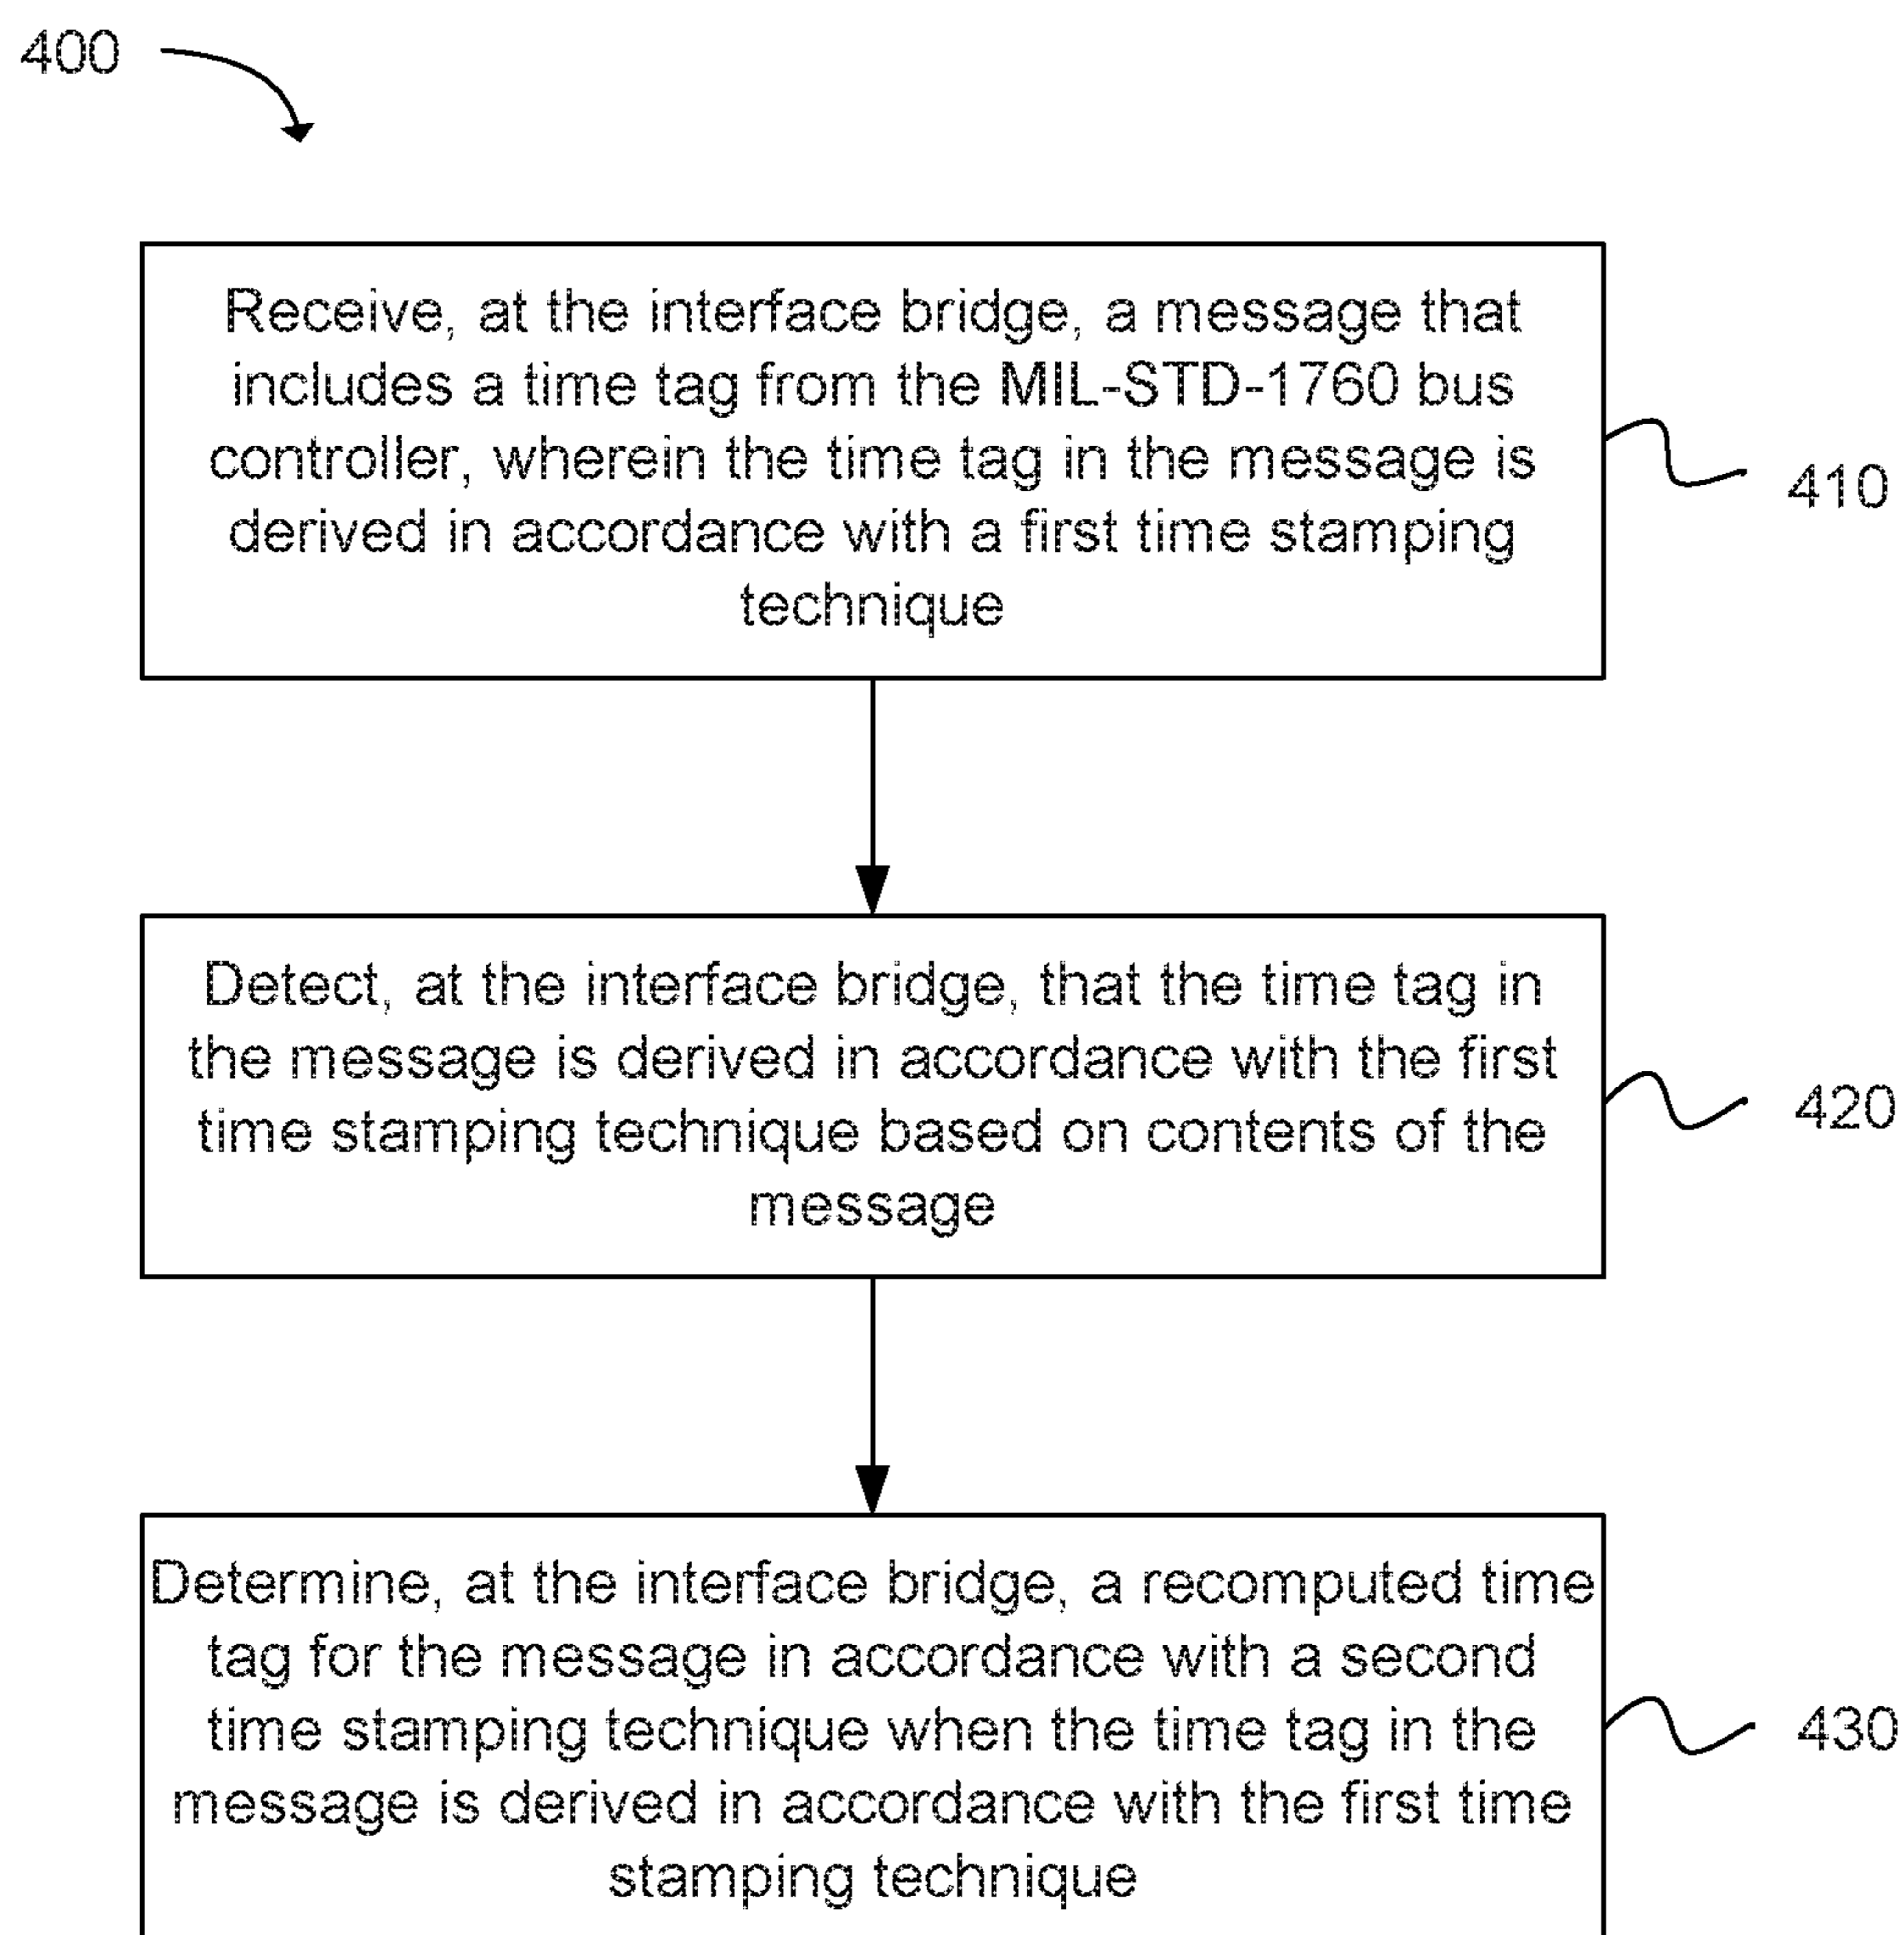 400
Receive, at the interface bridge, a message that
includes a time tag from the MIL-STD-1760 bus
controller, wherein the time tag in the message is
derived in accordance with a first time stamping
technique
410
Detect, at the interface bridge, that the time tag in
the message is derived in accordance with the first
time stamping technique based on contents of the
message
420
Determine, at the interface bridge, a recomputed time
tag for the message in accordance with a second
time stamping technique when the time tag in the
message is derived in accordance with the first time
stamping technique
430